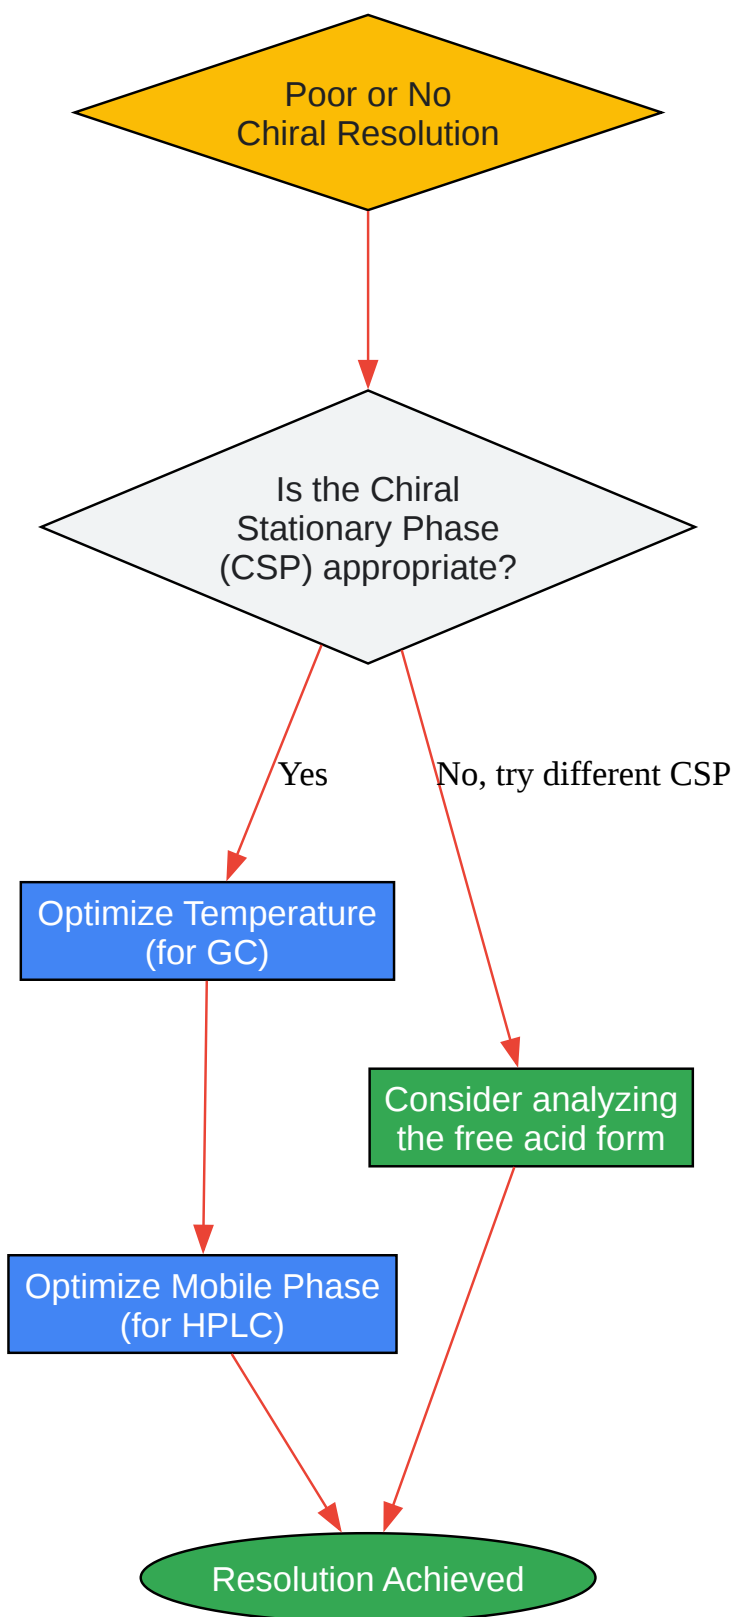 Poor or No
Chiral Resolution
Is the Chiral
Stationary Phase
(CSP) appropriate?
Yes
No, try different CSP
Optimize Temperature
(for GC)
Consider analyzing
the free acid form
Optimize Mobile Phase
(for HPLC)
Resolution Achieved